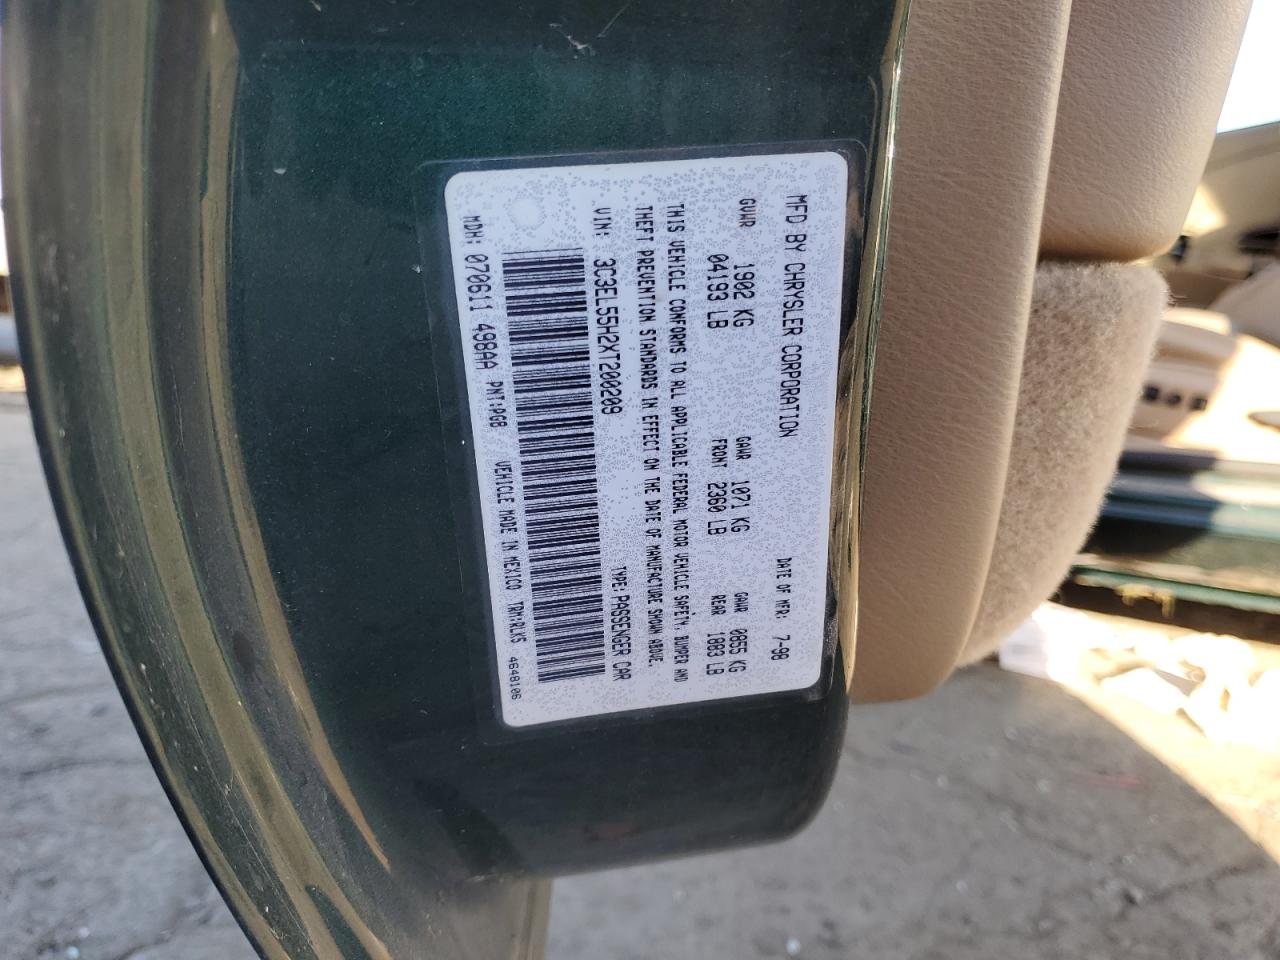 MFD BY CHRYSLER CORPORATION DATE OF MFR: 7-98
GVWR 1902 KG GAWR 1071 KG GAWR 0855 KG
04193 LB FRONT 2360 LB REAR 1883 LB
THIS VEHICLE CONFORMS TO ALL APPLICABLE FEDERAL MOTOR VEHICLE SAFETY, BUMPER AND
THEFT PREVENTION STANDARDS IN EFFECT ON THE DATE OF MANUFACTURE SHOWN ABOVE.
VIN: 3C3EL55H2XT200209 TYPE: PASSENGER CAR
MDH: 070611 498AA PNT:PGB VEHICLE MADE IN MEXICO TRM:RLK5 4648106